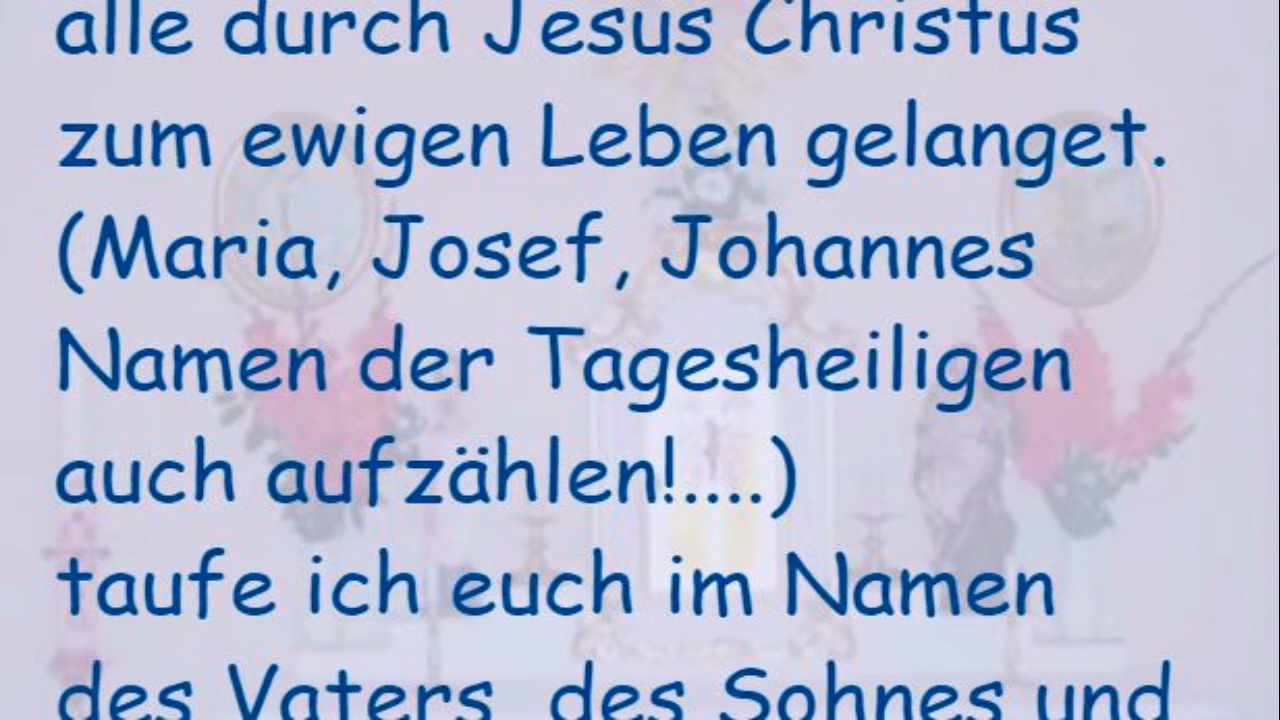 alle durch Jesus Christus
zum ewigen Leben gelanget.
(Maria, Josef, Johannes
Namen der Tagesheiligen
auch aufzählen!....)
taufe ich euch im Namen
des Vaters des Sohnes und